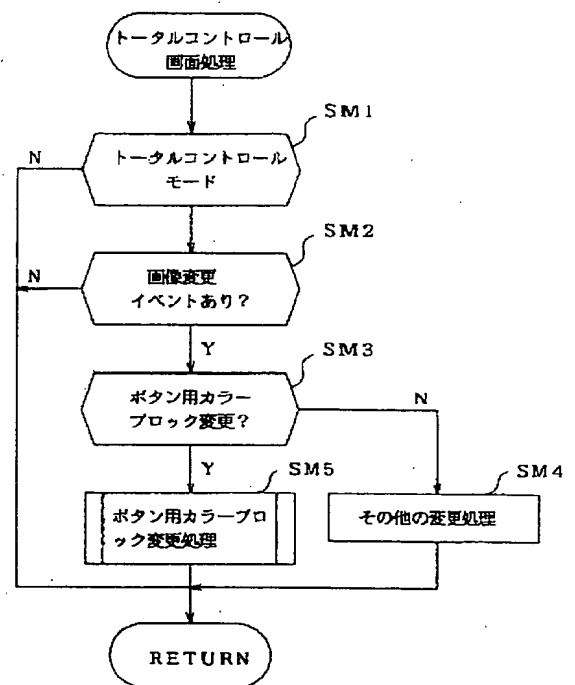 トータルコントロール
画面処理
SM1
N
トータルコントロール
モード
SM2
N
画像変更
イベントあり?
Y
SM3
ボタン用カラー
ブロック変更?
N
Y
SM5
SM4
ボタン用カラーブロ
ック変更処理
その他の変更処理
RETURN